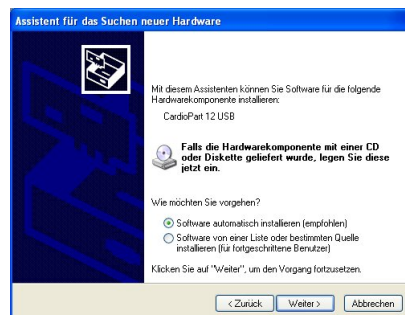 Assistent für das Suchen neuer Hardware
Mit diesem Assistenten können Sie Software für die folgende
Hardwarekomponente installieren:
CardioPart 12 USB
Falls die Hardwarekomponente mit einer CD
oder Diskette geliefert wurde, legen Sie diese
jetzt ein.
Wie möchten Sie vorgehen?
Software automatisch installieren (empfohlen)
Software von einer Liste oder bestimmten Quelle
installieren (für fortgeschrittene Benutzer)
Klicken Sie auf "Weiter", um den Vorgang fortzusetzen.
< Zurück Weiter > Abbrechen